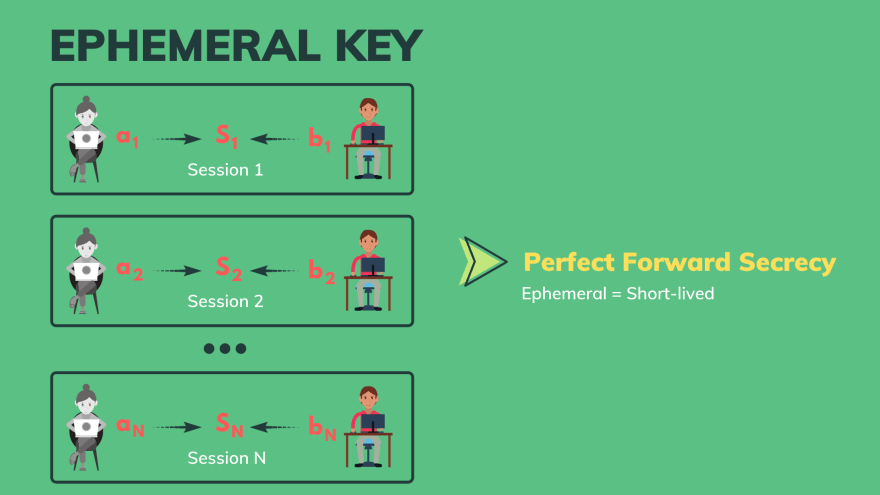 EPHEMERAL KEY
a₁ S₁ b₁
Session 1
a₂ S₂ b₂
Session 2
Perfect Forward Secrecy
Ephemeral = Short-lived
aN SN bN
Session N